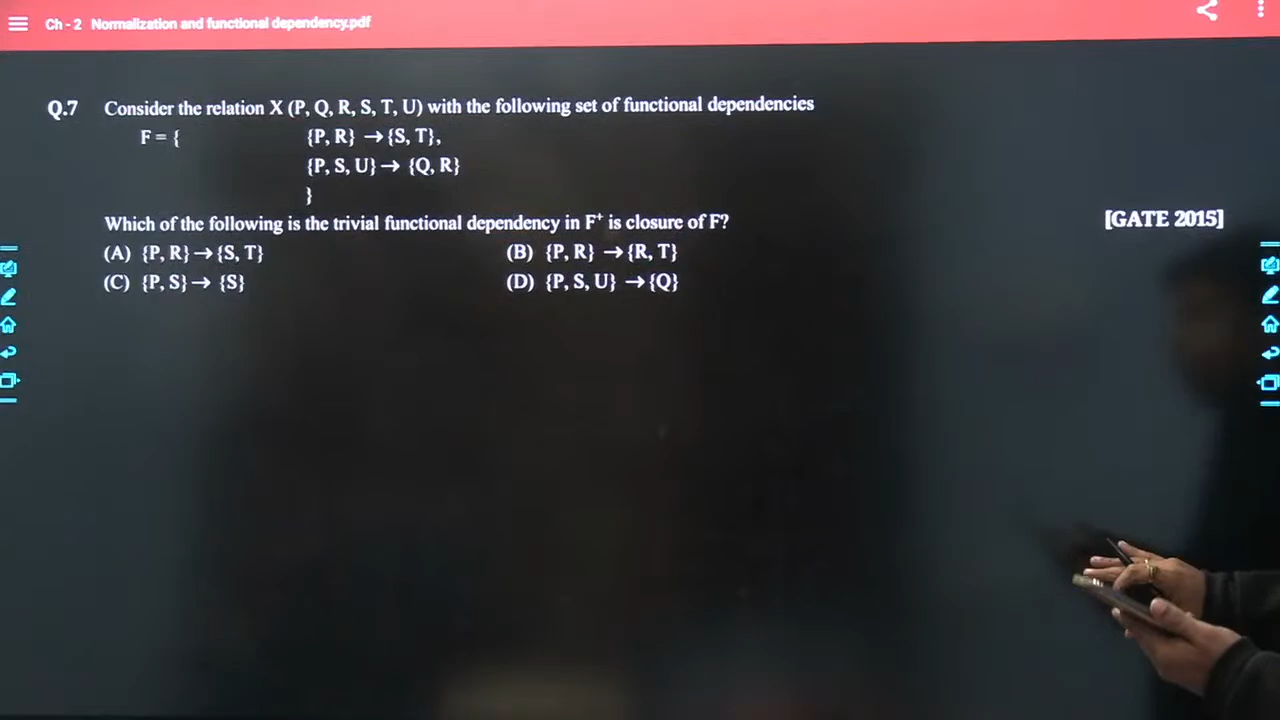 Ch - 2 Normalization and functional dependency.pdf
Q.7 Consider the relation X (P, Q, R, S, T, U) with the following set of functional dependencies
F = { {P, R} → {S, T},
{P, S, U} → {Q, R}
}
Which of the following is the trivial functional dependency in F⁺ is closure of F?
[GATE 2015]
(A) {P, R} → {S, T} (B) {P, R} → {R, T}
(C) {P, S} → {S} (D) {P, S, U} → {Q}